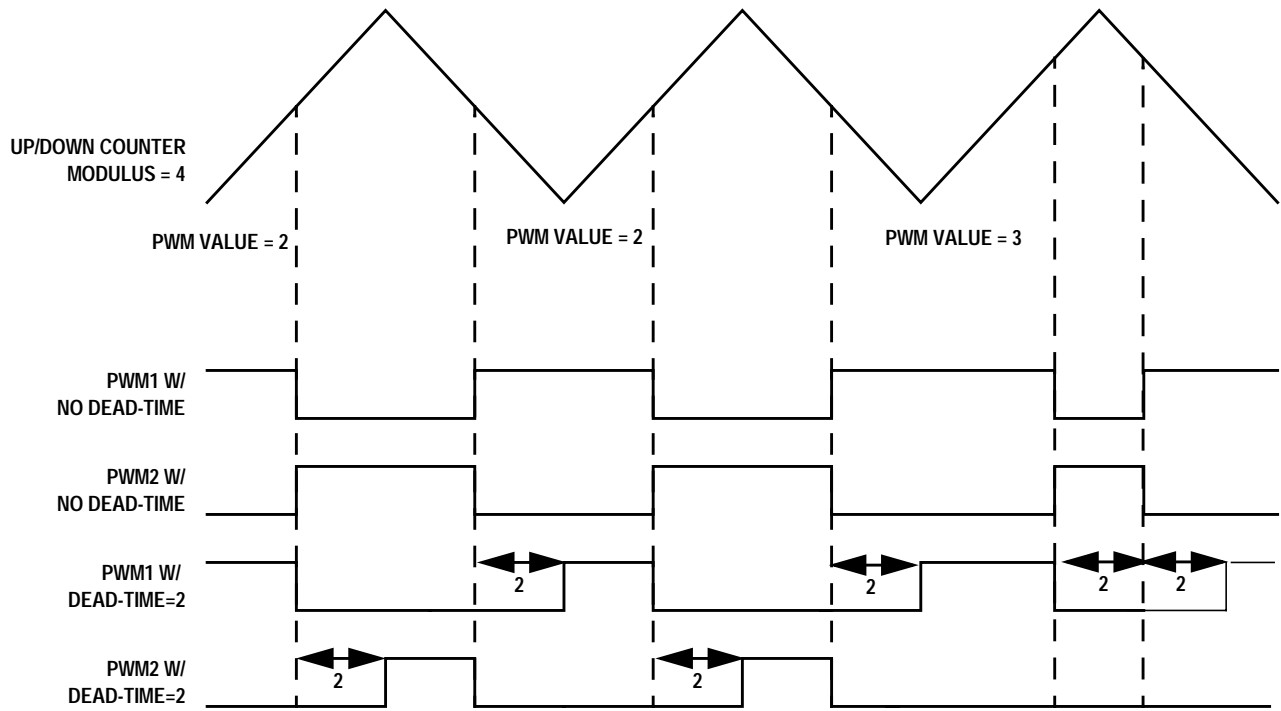 UP/DOWN COUNTER
MODULUS = 4
PWM VALUE = 2
PWM VALUE = 2
PWM VALUE = 3
PWM1 W/
NO DEAD-TIME
PWM2 W/
NO DEAD-TIME
PWM1 W/
DEAD-TIME=2
2
2
2
2
PWM2 W/
DEAD-TIME=2
2
2